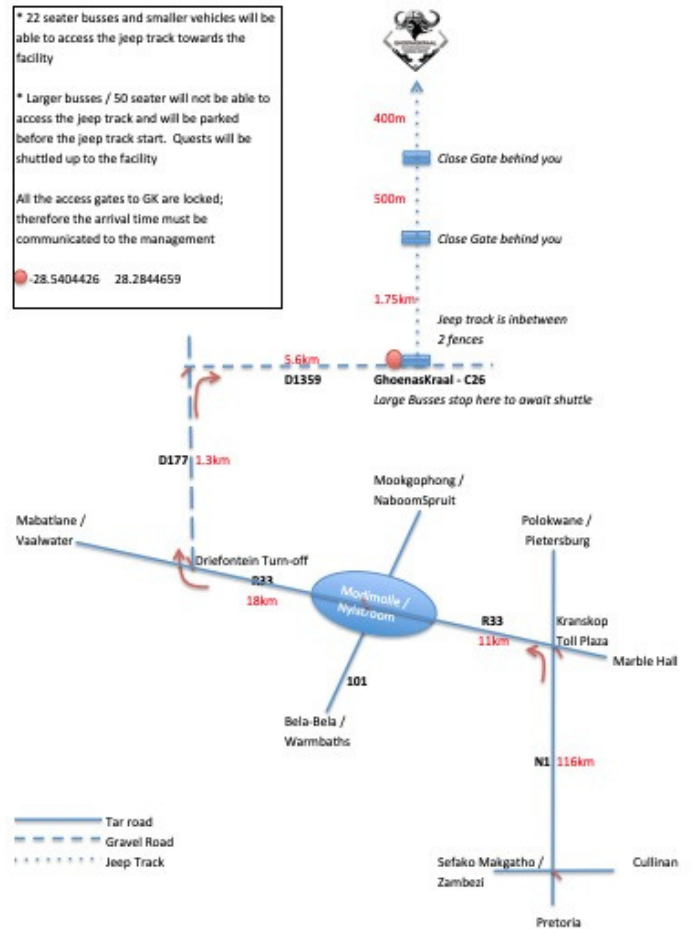 * 22 seater busses and smaller vehicles will be
able to access the jeep track towards the
facility
* Larger busses / 50 seater will not be able to
access the jeep track and will be parked
before the jeep track start. Quests will be
shuttled up to the facility
All the access gates to GK are locked;
therefore the arrival time must be
communicated to the management
-28.5404426 28.2844659
400m
Close Gate behind you
500m
Close Gate behind you
1.75km
Jeep track is inbetween
2 fences
5.6km
D1359
GhoenasKraal - C26
Large Busses stop here to await shuttle
D177 1.3km
Mookgophong /
NaboomSpruit
Mabatlane /
Vaalwater
Polokwane /
Pietersburg
Driefontein Turn-off
R33
18km
Modimolle /
Nylstroom
R33
11km
Kranskop
Toll Plaza
Marble Hall
101
Bela-Bela /
Warmbaths
N1 116km
Tar road
Gravel Road
Jeep Track
Sefako Makgatho /
Zambezi
Cullinan
Pretoria